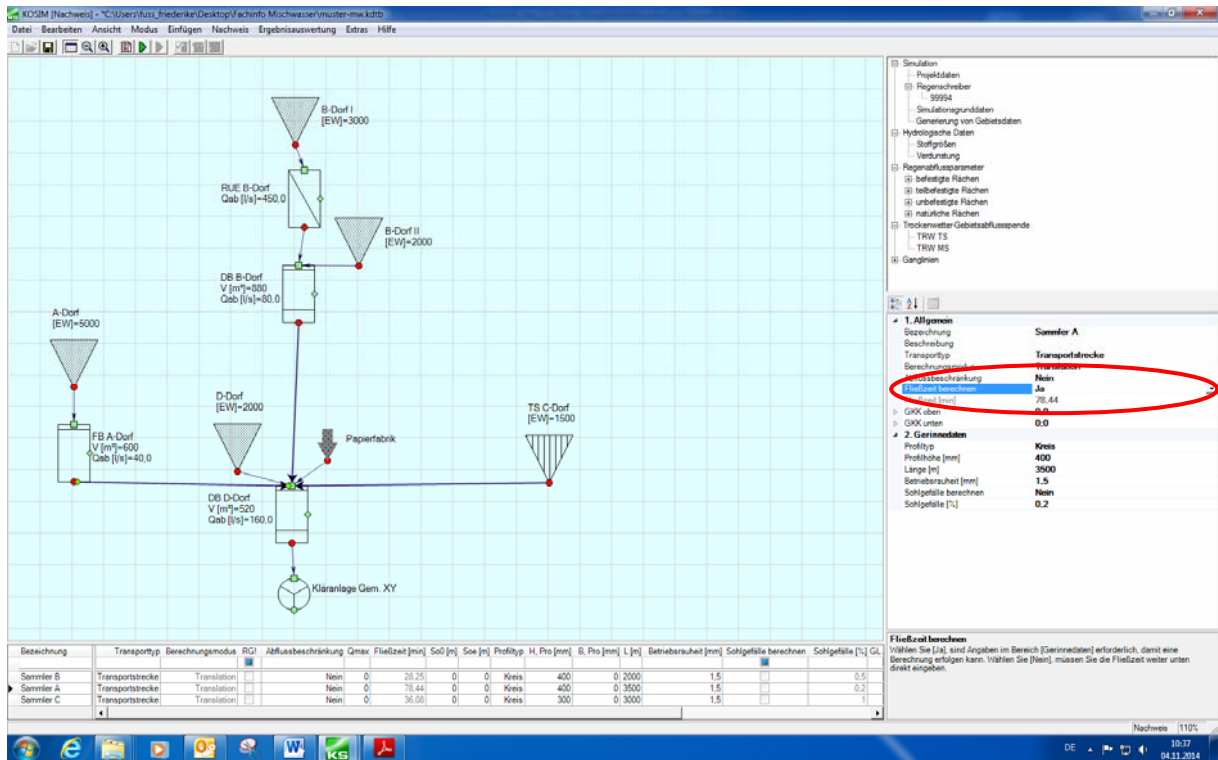 KOSIM [Nachweis] - "C:\Users\fuss_friederike\Desktop\Fachinfo Mischwasser\muster-mw.kdtb
Datei Bearbeiten Ansicht Modus Einfügen Nachweis Ergebnisauswertung Extras Hilfe
B-Dorf I
[EW]=3000
RUE B-Dorf
Qab [l/s]=450,0
B-Dorf II
[EW]=2000
DB B-Dorf
V [m³]=880
Qab [l/s]=80,0
A-Dorf
[EW]=5000
D-Dorf
[EW]=2000
TS C-Dorf
[EW]=1500
Papierfabrik
FB A-Dorf
V [m³]=600
Qab [l/s]=40,0
DB D-Dorf
V [m³]=520
Qab [l/s]=160,0
Kläranlage Gem. XY
Simulation
Projektdaten
Regenschreiber
99994
Simulationsgrunddaten
Generierung von Gebietsdaten
Hydrologische Daten
Stoffgrößen
Verdunstung
Regenabflussparameter
befestigte Flächen
teilbefestigte Flächen
unbefestigte Flächen
natürliche Flächen
Trockenwetter-Gebietsabflussspende
TRW TS
TRW MS
Ganglinien
1. Allgemein
Bezeichnung Sammler A
Beschreibung
Transporttyp Transportstrecke
Berechnungsmodus Translation
Abflussbeschränkung Nein
Fließzeit berechnen Ja
Fließzeit [min] 78,44
GKK oben 0;0
GKK unten 0;0
2. Gerinnedaten
Profiltyp Kreis
Profilhöhe [mm] 400
Länge [m] 3500
Betriebsrauheit [mm] 1,5
Sohlgefälle berechnen Nein
Sohlgefälle [%] 0,2
Fließzeit berechnen
Wählen Sie [Ja], sind Angaben im Bereich [Gerinnedaten] erforderlich, damit eine
Berechnung erfolgen kann. Wählen Sie [Nein], müssen Sie die Fließzeit weiter unten
direkt eingeben.
Bezeichnung Transporttyp Berechnungsmodus RG! Abflussbeschränkung Qmax Fließzeit [min] So0 [m] Soe [m] Profiltyp H, Pro [mm] B, Pro [mm] L [m] Betriebsrauheit [mm] Sohlgefälle berechnen Sohlgefälle [%] GL
Sammler B Transportstrecke Translation Nein 0 28,25 0 0 Kreis 400 0 2000 1,5 0,5
Sammler A Transportstrecke Translation Nein 0 78,44 0 0 Kreis 400 0 3500 1,5 0,2
Sammler C Transportstrecke Translation Nein 0 36,08 0 0 Kreis 300 0 3000 1,5 1
Nachweis 110%
DE
10:37
04.11.2014